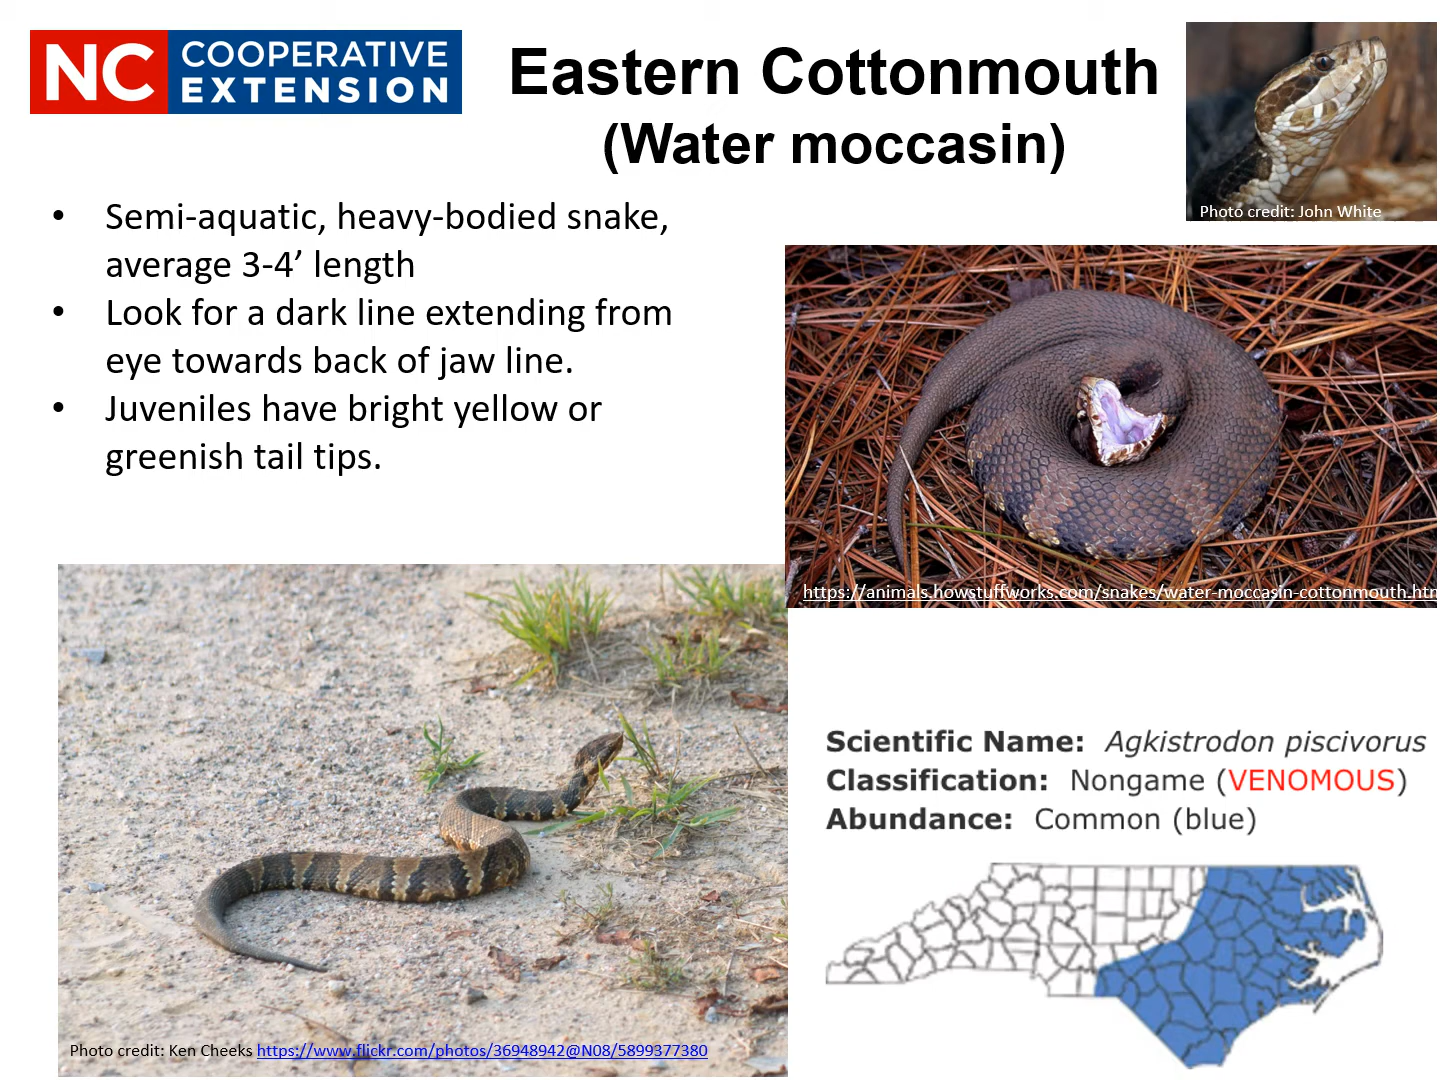 NC COOPERATIVE
EXTENSION
Eastern Cottonmouth
(Water moccasin)
Photo credit: John White
• Semi-aquatic, heavy-bodied snake,
average 3-4’ length
• Look for a dark line extending from
eye towards back of jaw line.
• Juveniles have bright yellow or
greenish tail tips.
https://animals.howstuffworks.com/snakes/water-moccasin-cottonmouth.htm
Scientific Name: Agkistrodon piscivorus
Classification: Nongame (VENOMOUS)
Abundance: Common (blue)
Photo credit: Ken Cheeks https://www.flickr.com/photos/36948942@N08/5899377380